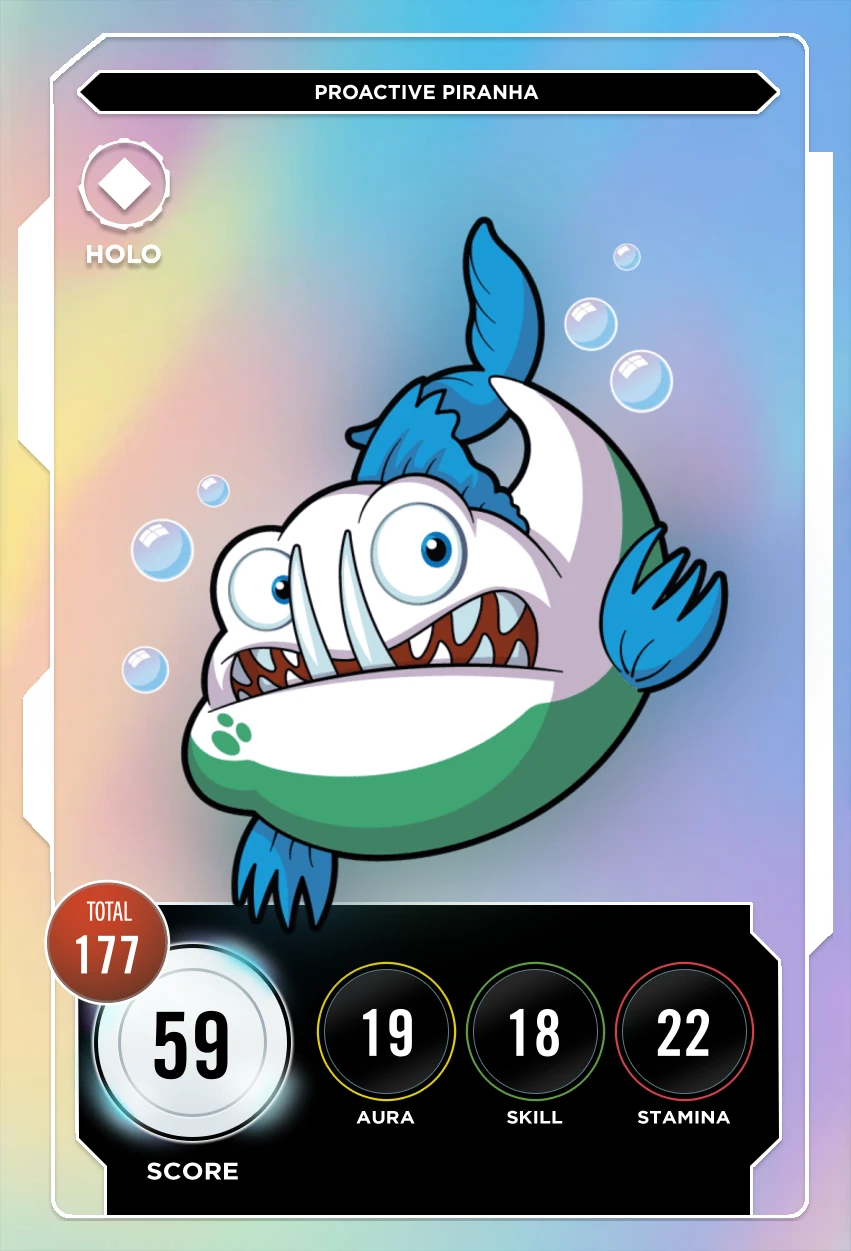 PROACTIVE PIRANHA
HOLO
TOTAL
177
59
SCORE
19
AURA
18
SKILL
22
STAMINA